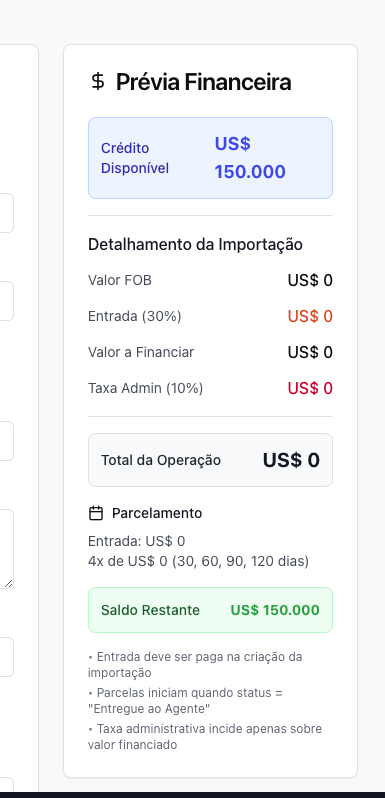 Prévia Financeira
Crédito
Disponível
US$
150.000
Detalhamento da Importação
Valor FOB US$ 0
Entrada (30%) US$ 0
Valor a Financiar US$ 0
Taxa Admin (10%) US$ 0
Total da Operação US$ 0
Parcelamento
Entrada: US$ 0
4x de US$ 0 (30, 60, 90, 120 dias)
Saldo Restante US$ 150.000
• Entrada deve ser paga na criação da
importação
• Parcelas iniciam quando status =
"Entregue ao Agente"
• Taxa administrativa incide apenas sobre
valor financiado